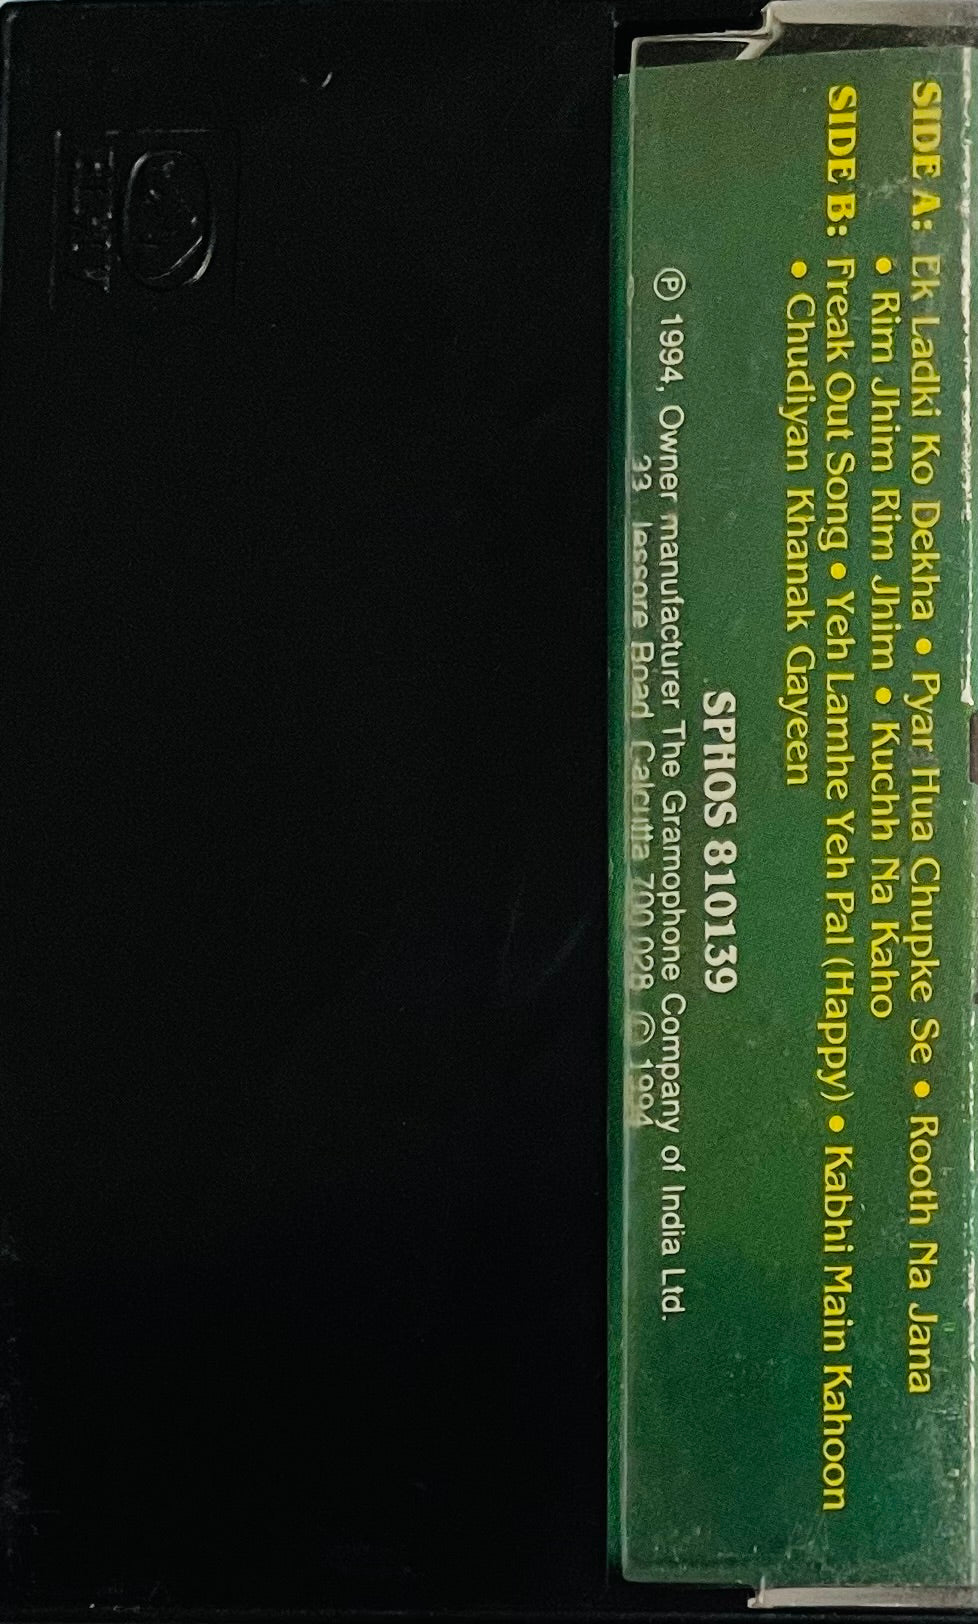 SIDE A: Ek Ladki Ko Dekha • Pyar Hua Chupke Se • Rooth Na Jana
• Rim Jhim Rim Jhim • Kuchh Na Kaho
SIDE B: Freak Out Song • Yeh Lamhe Yeh Pal (Happy) • Kabhi Main Kahoon
• Chudiyan Khanak Gayeen
SPHOS 810139
℗ 1994, Owner manufacturer The Gramophone Company of India Ltd.
33, Jessore Road, Calcutta 700 028 © 1994